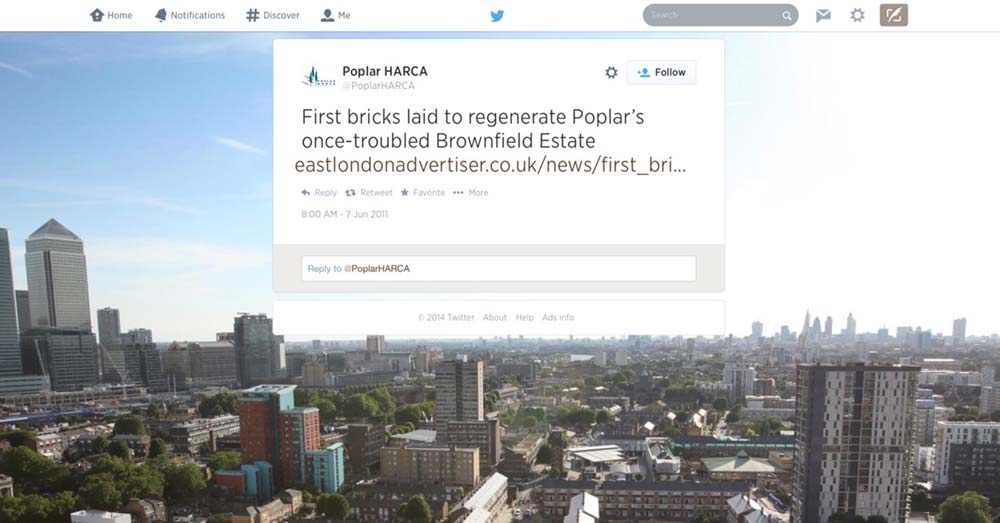 Home Notifications Discover Me Search
Poplar HARCA
@PoplarHARCA
Follow
First bricks laid to regenerate Poplar’s
once-troubled Brownfield Estate
eastlondonadvertiser.co.uk/news/first_bri...
Reply Retweet Favorite More
8:00 AM - 7 Jun 2011
Reply to @PoplarHARCA
© 2014 Twitter About Help Ads info